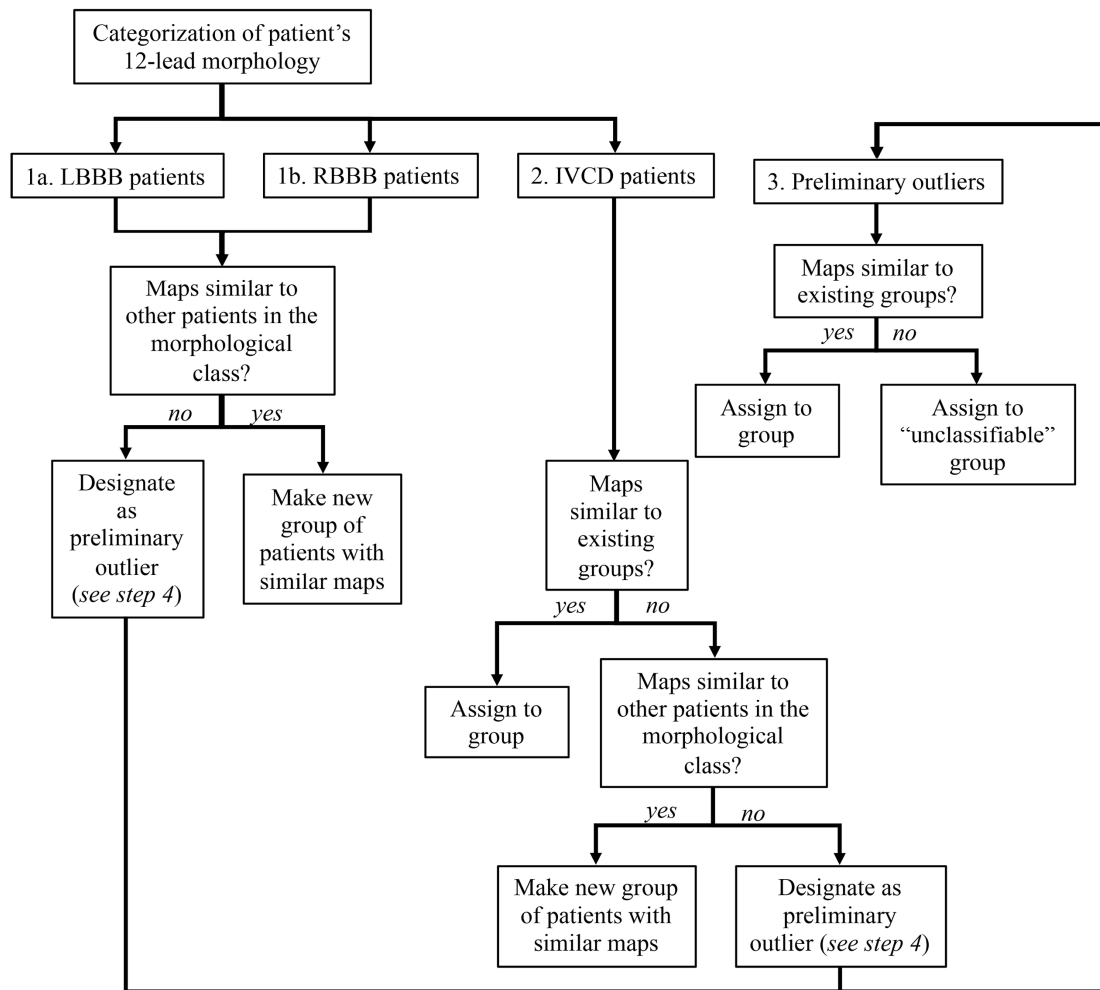 Categorization of patient's
12-lead morphology
1a. LBBB patients
1b. RBBB patients
2. IVCD patients
3. Preliminary outliers
Maps similar to
other patients in the
morphological
class?
no
yes
Designate
as
preliminary
outlier
(see step 4)
Make new
group of
patients with
similar maps
Maps
similar to
existing
groups?
yes
no
Assign to
group
Maps similar to
other patients in the
morphological
class?
yes
no
Make new group
of patients with
similar maps
Designate as
preliminary
outlier (see step 4)
Maps similar to
existing groups?
yes
no
Assign to
group
Assign to
“unclassifiable”
group